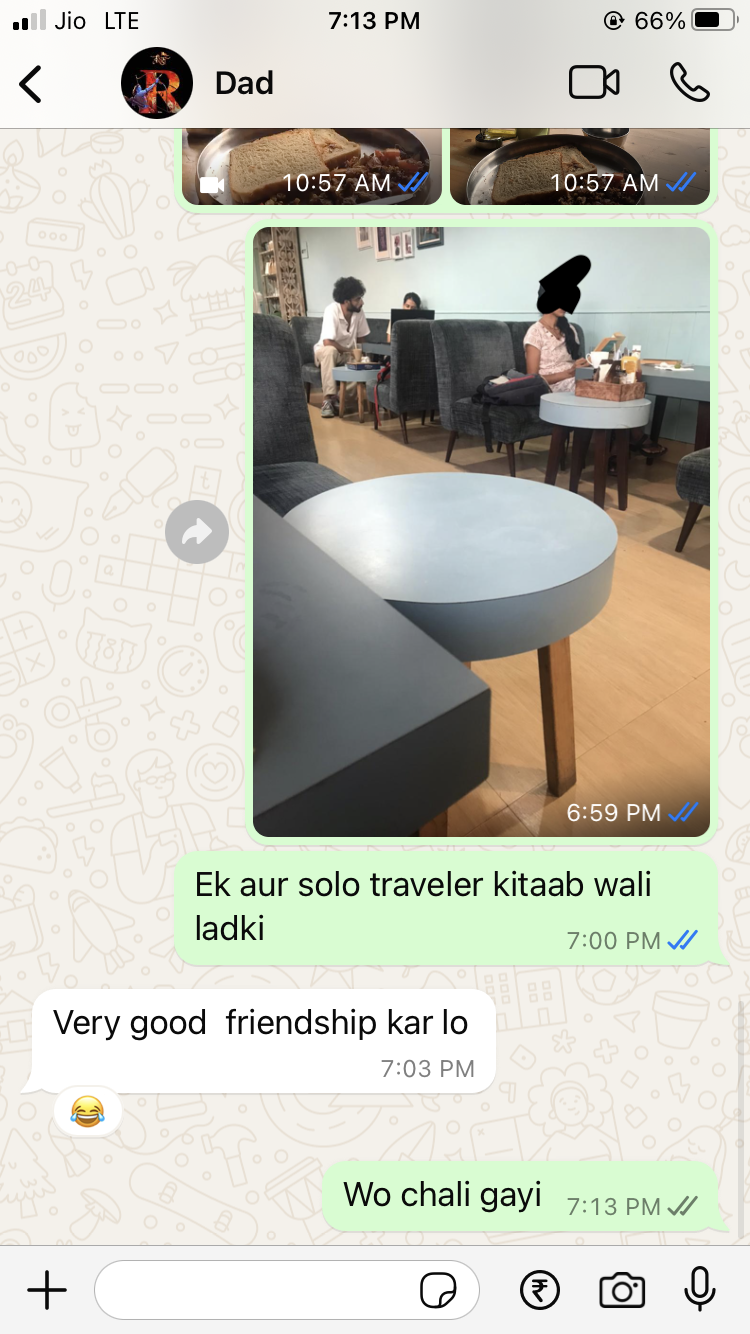 Jio LTE 7:13 PM 66%
Dad
10:57 AM 10:57 AM
6:59 PM
Ek aur solo traveler kitaab wali
ladki
7:00 PM
Very good friendship kar lo
7:03 PM
Wo chali gayi 7:13 PM